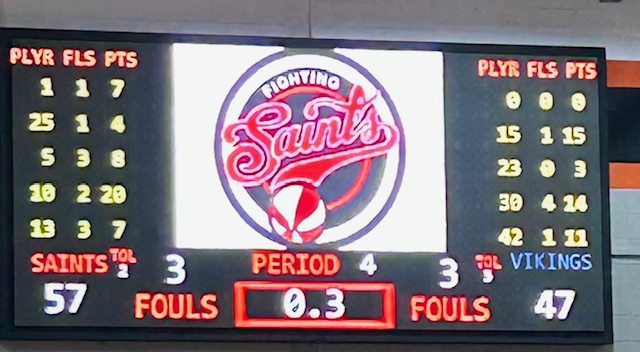 PLYR FLS PTS
1 1 7
25 1 4
5 3 8
10 2 20
13 3 7
FIGHTING
Saints
PLYR FLS PTS
0 0 0
15 1 15
23 0 3
30 4 14
42 1 11
SAINTS TOL 2 3 PERIOD 4 3 TOL 3 VIKINGS
57 FOULS 0.3 FOULS 47